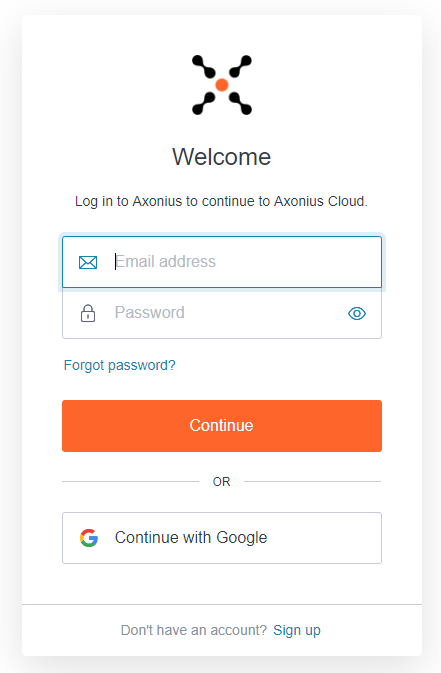 Welcome
Log in to Axonius to continue to Axonius Cloud.
Email address
Password
Forgot password?
Continue
OR
Continue with Google
Don't have an account? Sign up